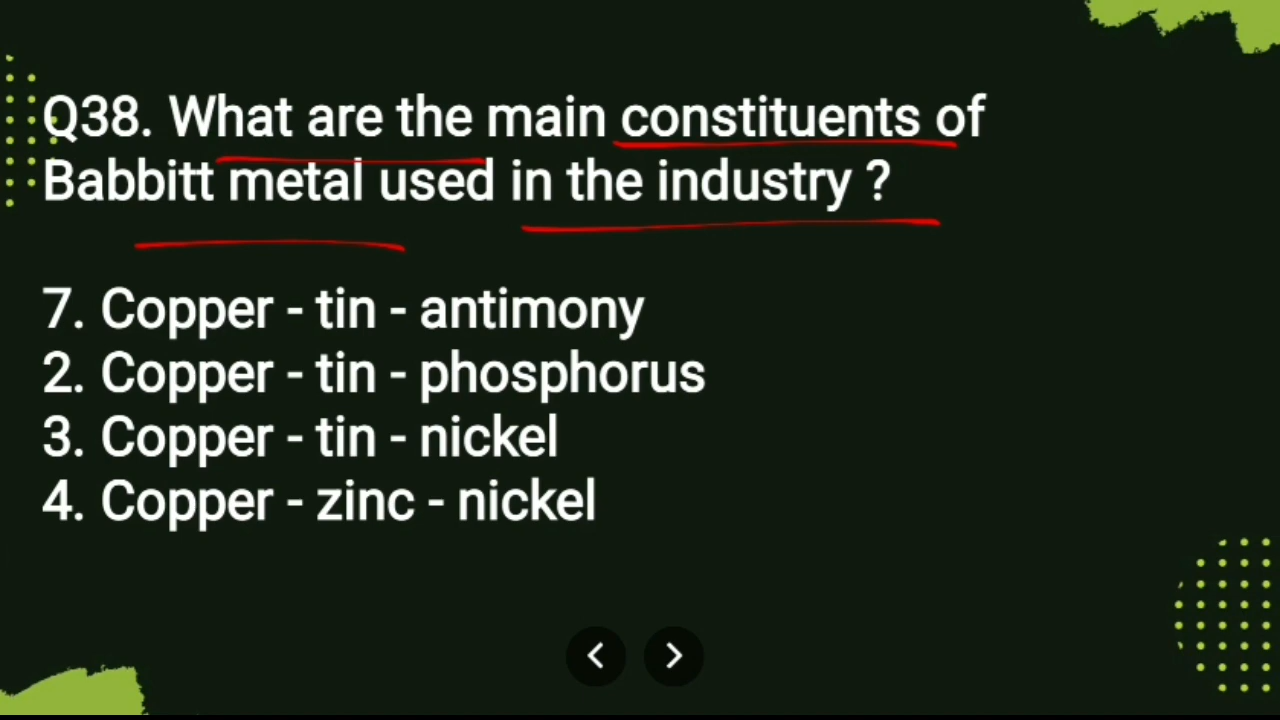 Q38. What are the main constituents of
Babbitt metal used in the industry ?
7. Copper - tin - antimony
2. Copper - tin - phosphorus
3. Copper - tin - nickel
4. Copper - zinc - nickel